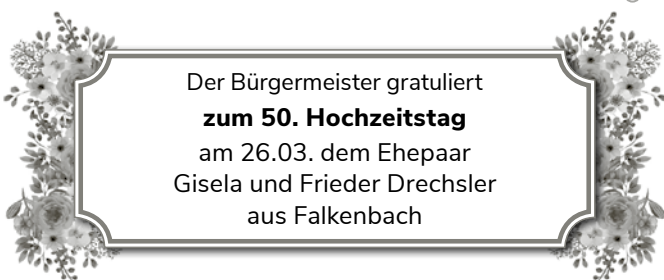 Der Bürgermeister gratuliert
zum 50. Hochzeitstag
am 26.03. dem Ehepaar
Gisela und Frieder Drechsler
aus Falkenbach